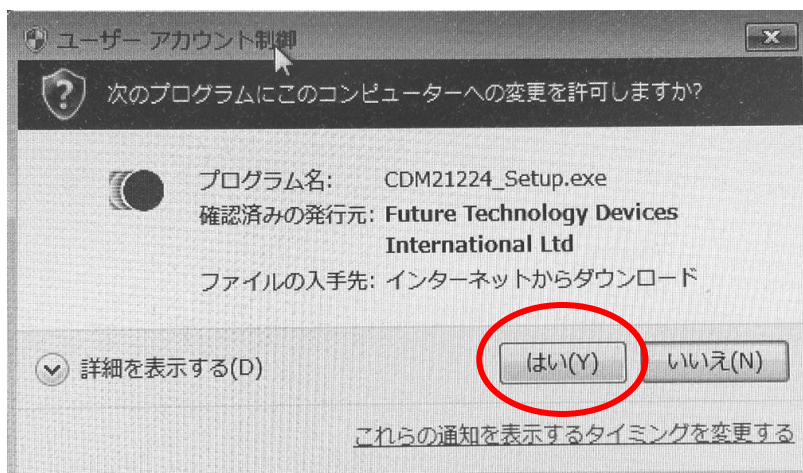 ユーザー アカウント制御
次のプログラムにこのコンピューターへの変更を許可しますか?
プログラム名: CDM21224_Setup.exe
確認済みの発行元: Future Technology Devices
International Ltd
ファイルの入手先: インターネットからダウンロード
詳細を表示する(D)
はい(Y)
いいえ(N)
これらの通知を表示するタイミングを変更する